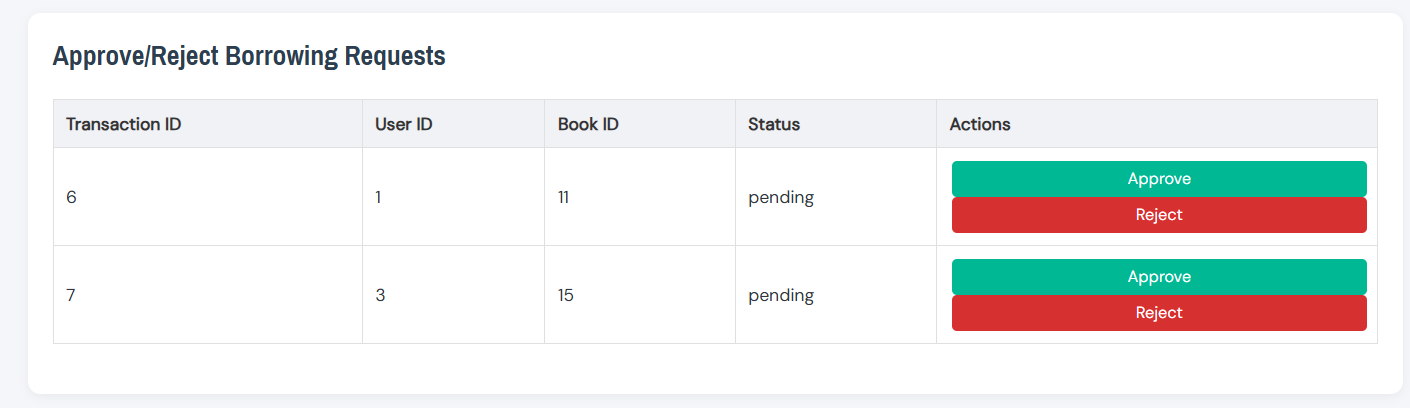 Approve/Reject Borrowing Requests
Transaction ID User ID Book ID Status Actions
6 1 11 pending Approve
Reject
7 3 15 pending Approve
Reject